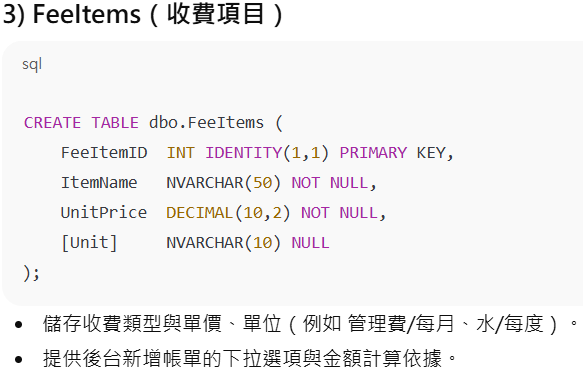 3) FeeItems（收費項目）
sql
CREATE TABLE dbo.FeeItems (
FeeItemID INT IDENTITY(1,1) PRIMARY KEY,
ItemName NVARCHAR(50) NOT NULL,
UnitPrice DECIMAL(10,2) NOT NULL,
[Unit] NVARCHAR(10) NULL
);
• 儲存收費類型與單價、單位（例如 管理費/每月、水/每度）。
• 提供後台新增帳單的下拉選項與金額計算依據。